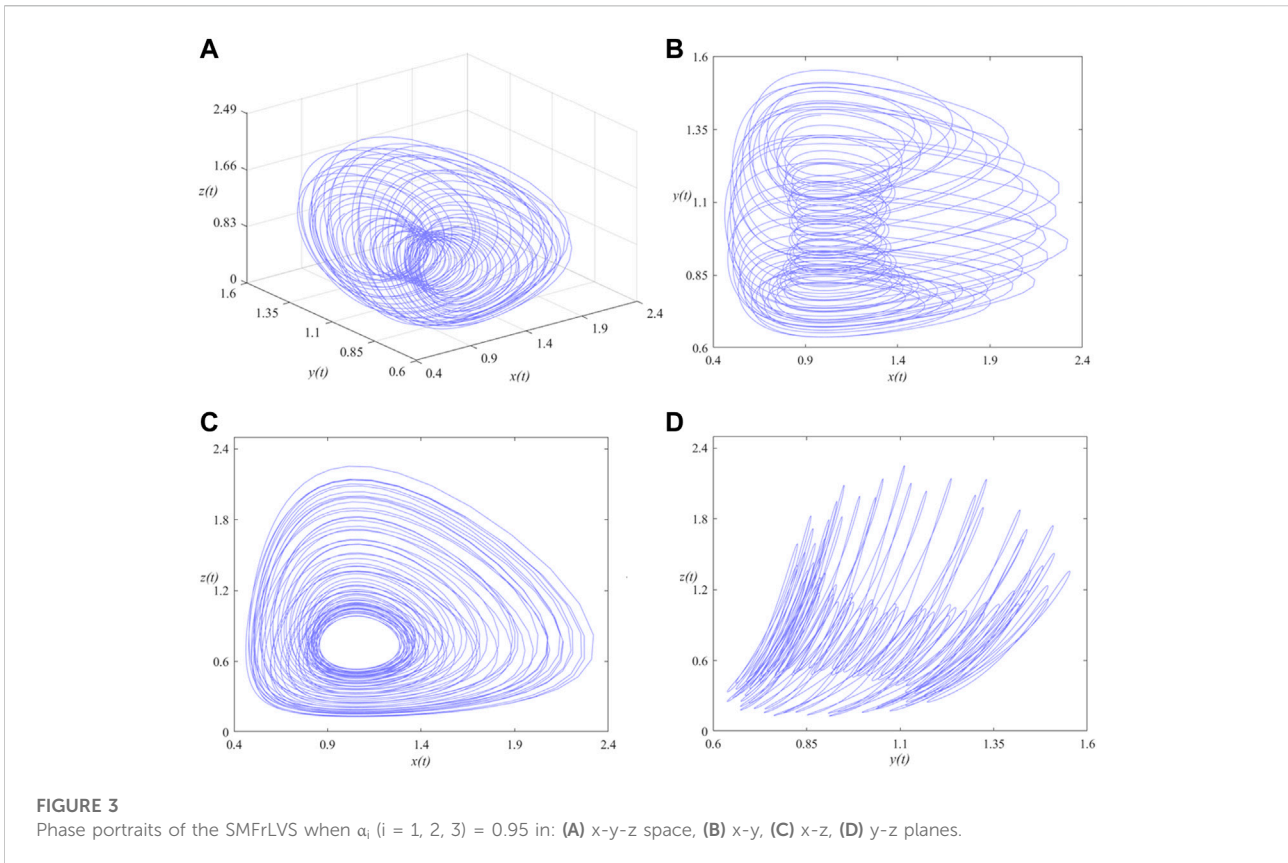 A
2.49
1.66
z(t)
0.83
0
1.6
1.35
1.1
y(t)
0.85
0.6
0.4
0.9
x(t)
1.4
1.9
2.4
B
1.6
1.35
y(t)
1.1
0.85
0.6
0.4
0.9
1.4
1.9
2.4
x(t)
C
2.4
1.8
z(t)
1.2
0.6
0
0.4
0.9
1.4
1.9
2.4
x(t)
D
2.4
1.8
z(t)
1.2
0.6
0
0.6
0.85
1.1
1.35
1.6
y(t)
FIGURE 3
Phase portraits of the SMFrLVS when αᵢ (i = 1, 2, 3) = 0.95 in: (A) x-y-z space, (B) x-y, (C) x-z, (D) y-z planes.